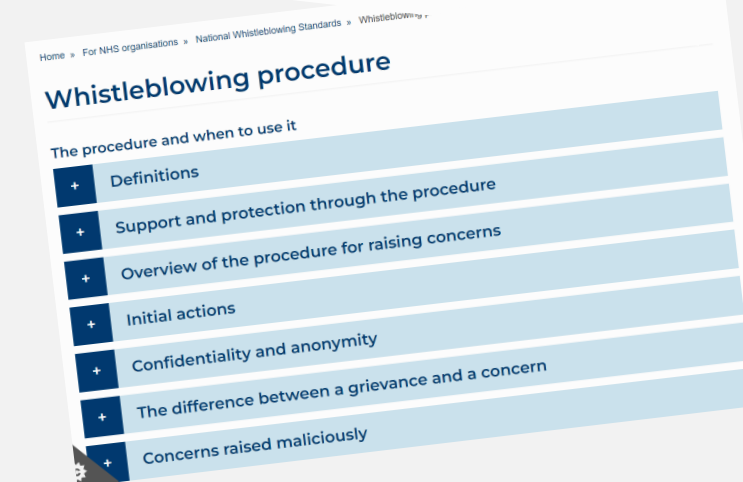 Home » For NHS organisations » National Whistleblowing Standards »
Whistleblowing procedure
The procedure and when to use it
+ Definitions
+ Support and protection through the procedure
+ Overview of the procedure for raising concerns
+ Initial actions
+ Confidentiality and anonymity
+ The difference between a grievance and a concern
+ Concerns raised maliciously